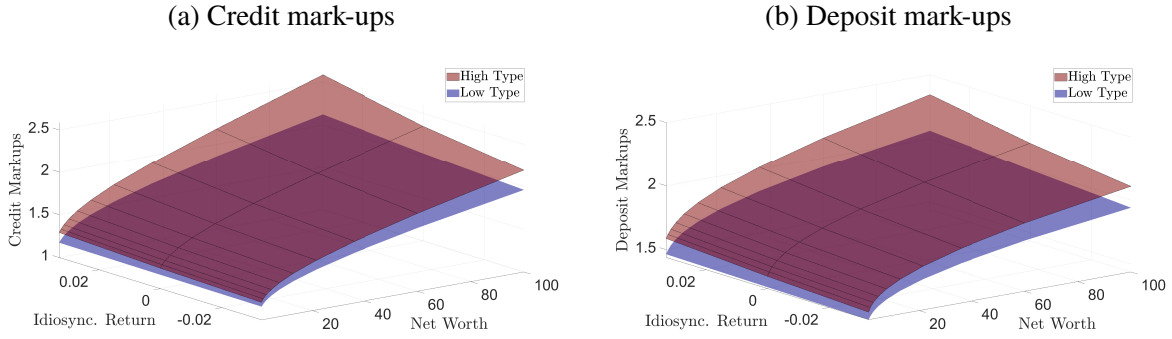 (a) Credit mark-ups
High Type
Low Type
Credit Markups
2.5
2
1.5
1
0.02
0
-0.02
Idiosync. Return
20
40
60
80
100
Net Worth
(b) Deposit mark-ups
High Type
Low Type
Deposit Markups
2.5
2
1.5
0.02
0
-0.02
Idiosync. Return
20
40
60
80
100
Net Worth